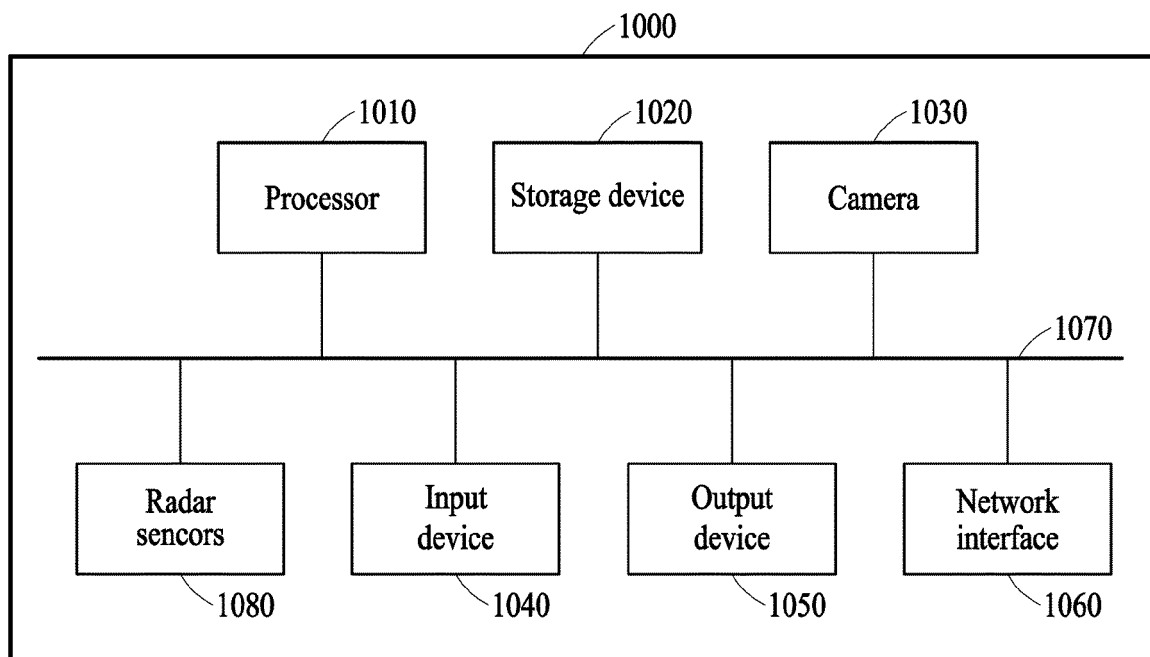 1000
1010
1020
1030
Processor
Storage device
Camera
1070
Radar
sencors
Input
device
Output
device
Network
interface
1080
1040
1050
1060